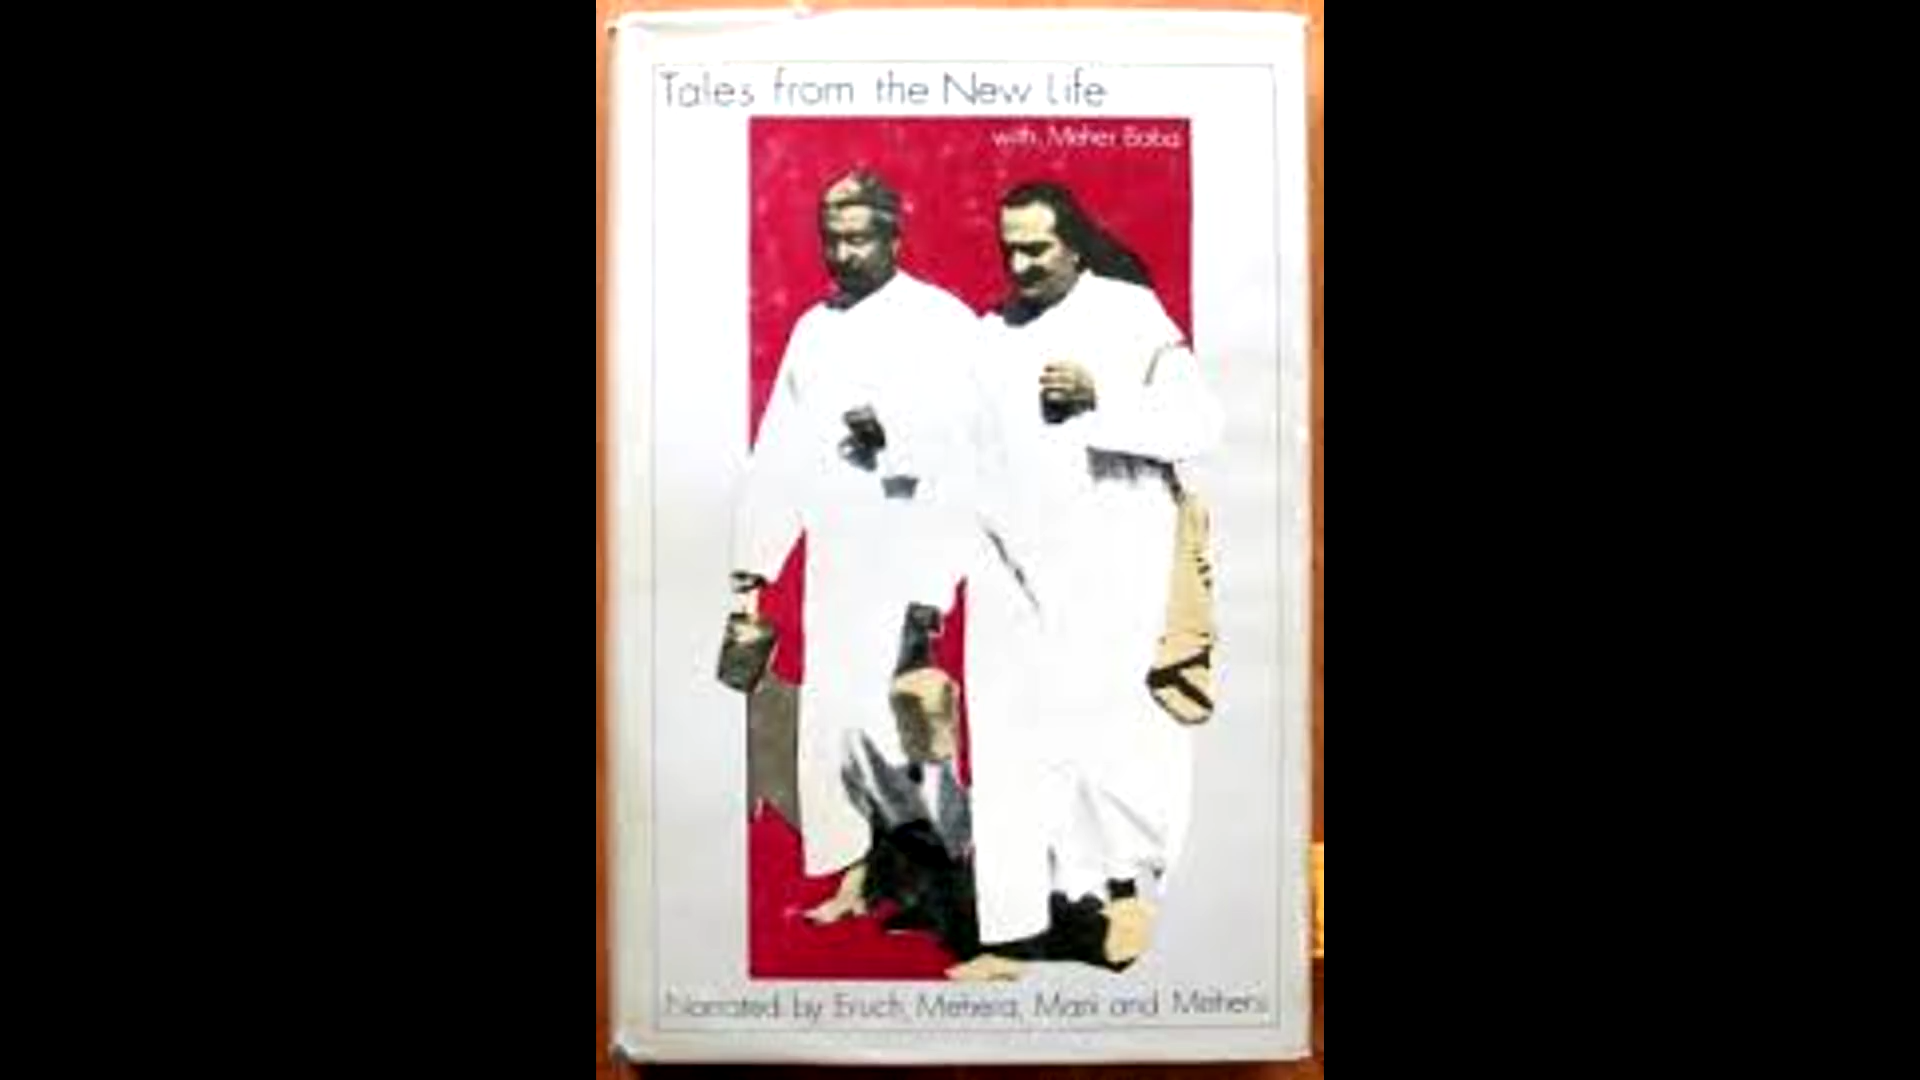 Tales from the New Life
with Meher Baba
Narrated by Eruch, Mehera, Mani and Meheru